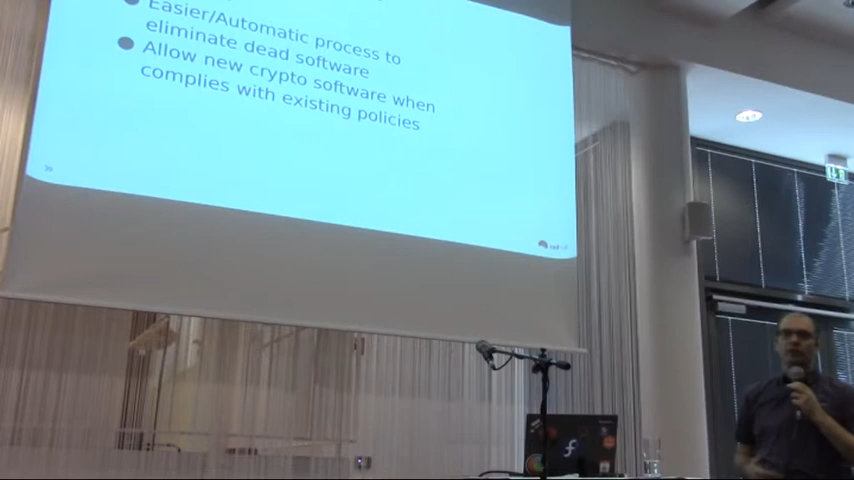 Easier/Automatic process to
eliminate dead software
Allow new crypto software when
complies with existing policies